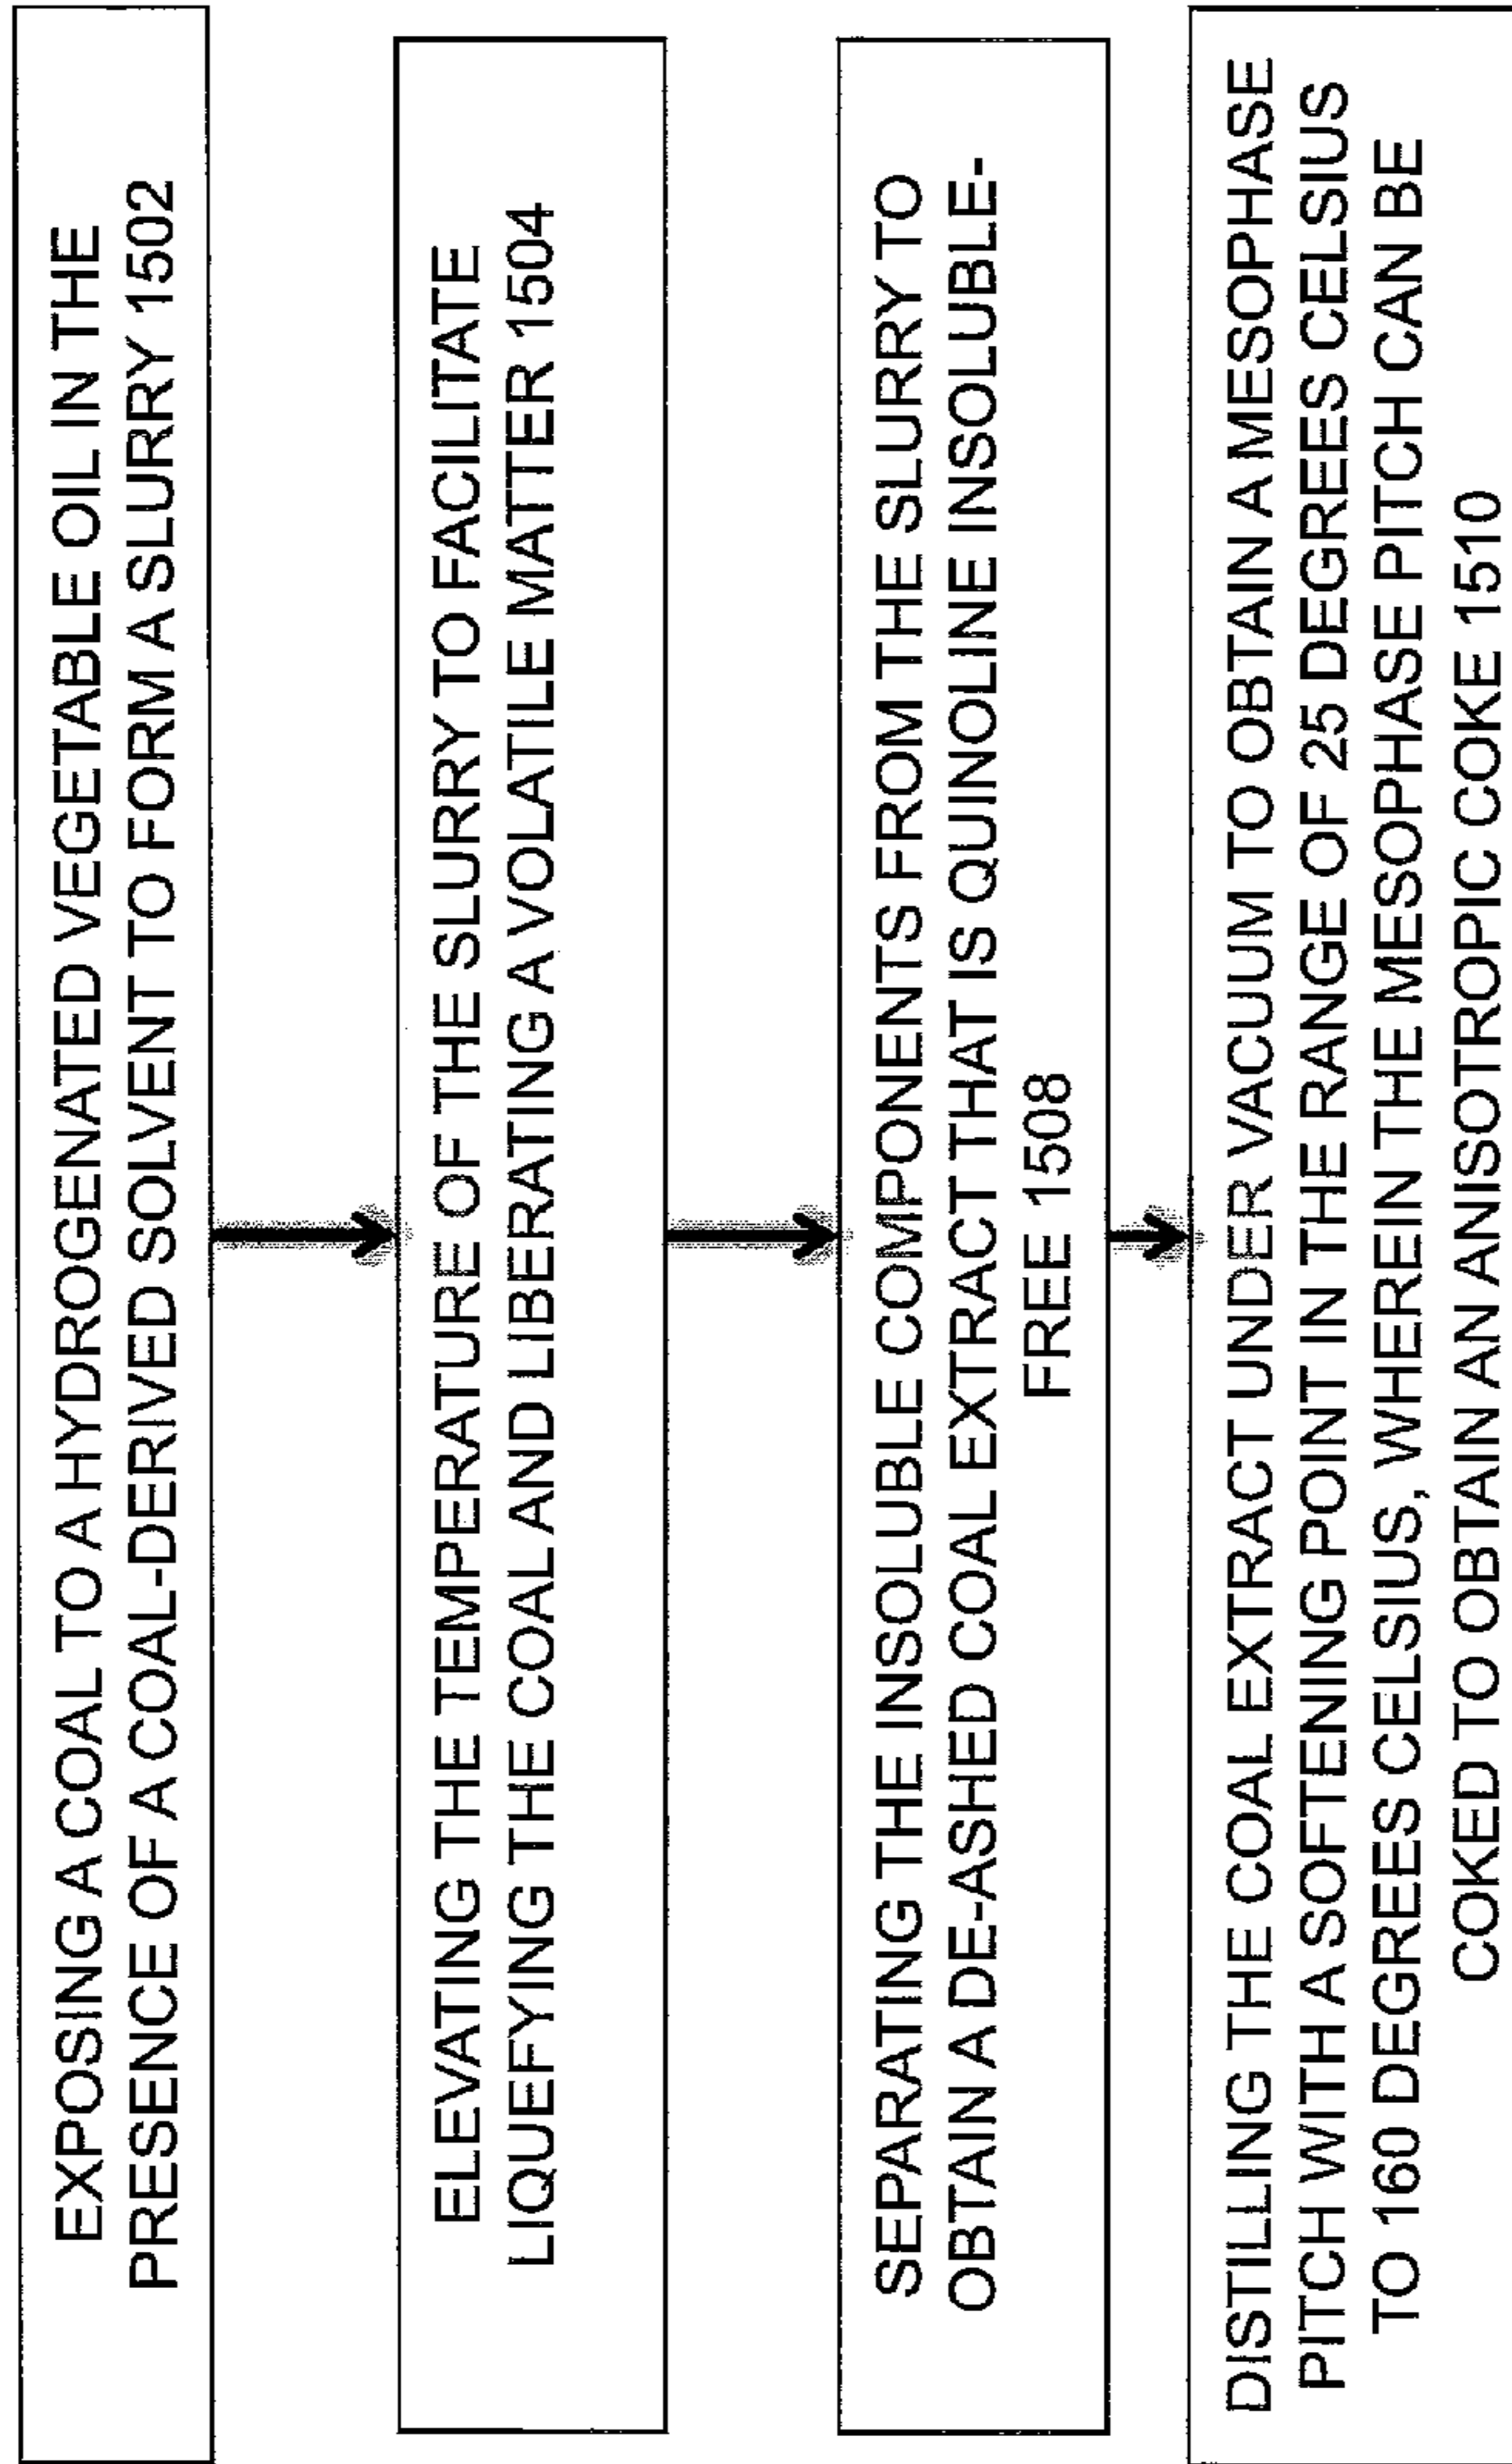 EXPOSING A COAL TO A HYDROGENATED VEGETABLE OIL IN THE
PRESENCE OF A COAL-DERIVED SOLVENT TO FORM A SLURRY 1502
ELEVATING THE TEMPERATURE OF THE SLURRY TO FACILITATE
LIQUEFYING THE COAL AND LIBERATING A VOLATILE MATTER 1504
SEPARATING THE INSOLUBLE COMPONENTS FROM THE SLURRY TO
OBTAIN A DE-ASHED COAL EXTRACT THAT IS QUINOLINE INSOLUBLE-
FREE 1508
DISTILLING THE COAL EXTRACT UNDER VACUUM TO OBTAIN A MESOPHASE
PITCH WITH A SOFTENING POINT IN THE RANGE OF 25 DEGREES CELSIUS
TO 160 DEGREES CELSIUS, WHEREIN THE MESOPHASE PITCH CAN BE
COKED TO OBTAIN AN ANISOTROPIC COKE 1510